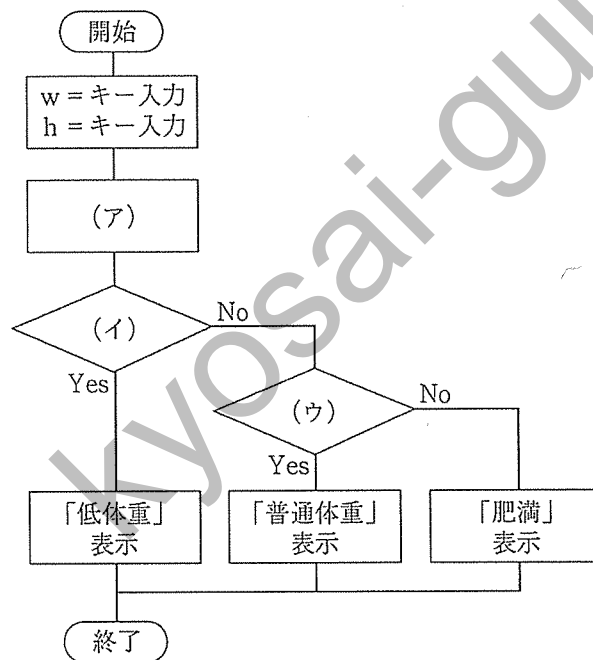 開始
w = キー入力
h = キー入力
(ア)
(イ)
No
Yes
(ウ)
No
Yes
「低体重」
表示
「普通体重」
表示
「肥満」
表示
終了
kyosai-gu